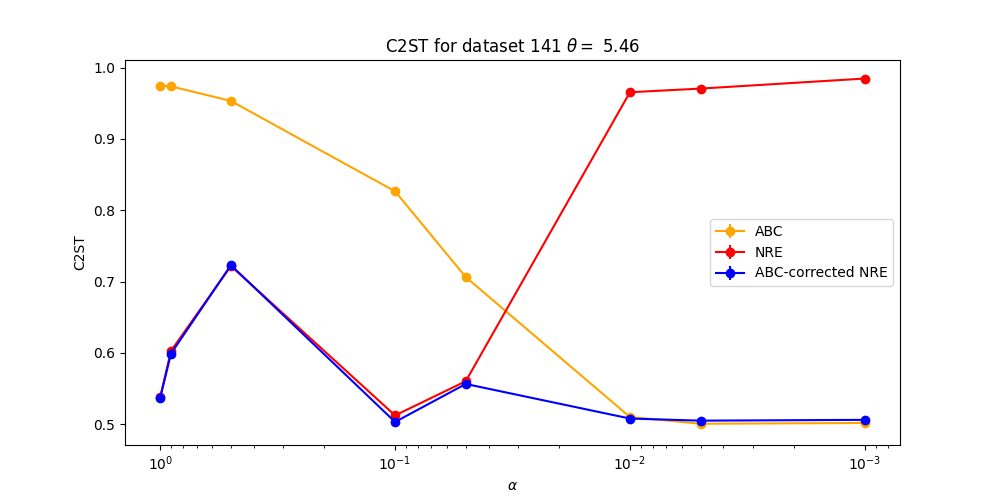 C2ST for dataset 141 θ = 5.46
C2ST
1.0
0.9
0.8
0.7
0.6
0.5
ABC
NRE
ABC-corrected NRE
10⁰
10⁻¹
10⁻²
10⁻³
α